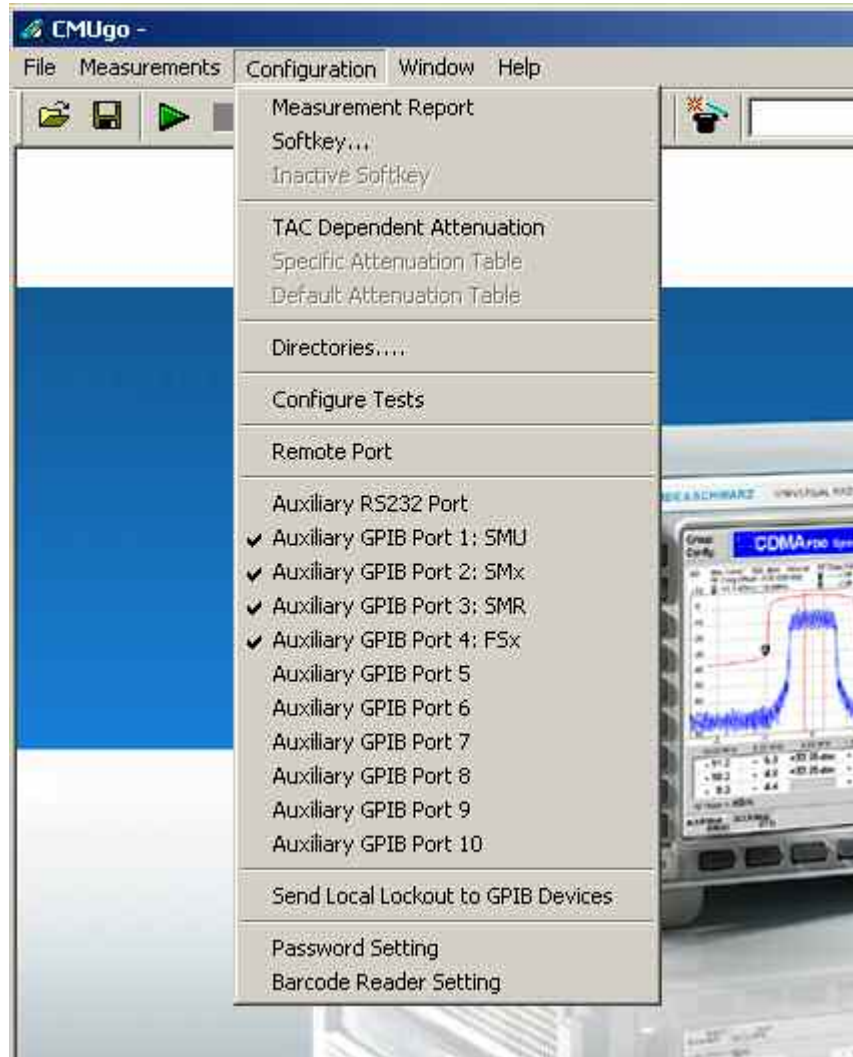 CMUgo -
File Measurements Configuration Window Help
Measurement Report
Softkey...
Inactive Softkey
TAC Dependent Attenuation
Specific Attenuation Table
Default Attenuation Table
Directories....
Configure Tests
Remote Port
Auxiliary RS232 Port
Auxiliary GPIB Port 1: SMU
Auxiliary GPIB Port 2: SMx
Auxiliary GPIB Port 3: SMR
Auxiliary GPIB Port 4: FSx
Auxiliary GPIB Port 5
Auxiliary GPIB Port 6
Auxiliary GPIB Port 7
Auxiliary GPIB Port 8
Auxiliary GPIB Port 9
Auxiliary GPIB Port 10
Send Local Lockout to GPIB Devices
Password Setting
Barcode Reader Setting